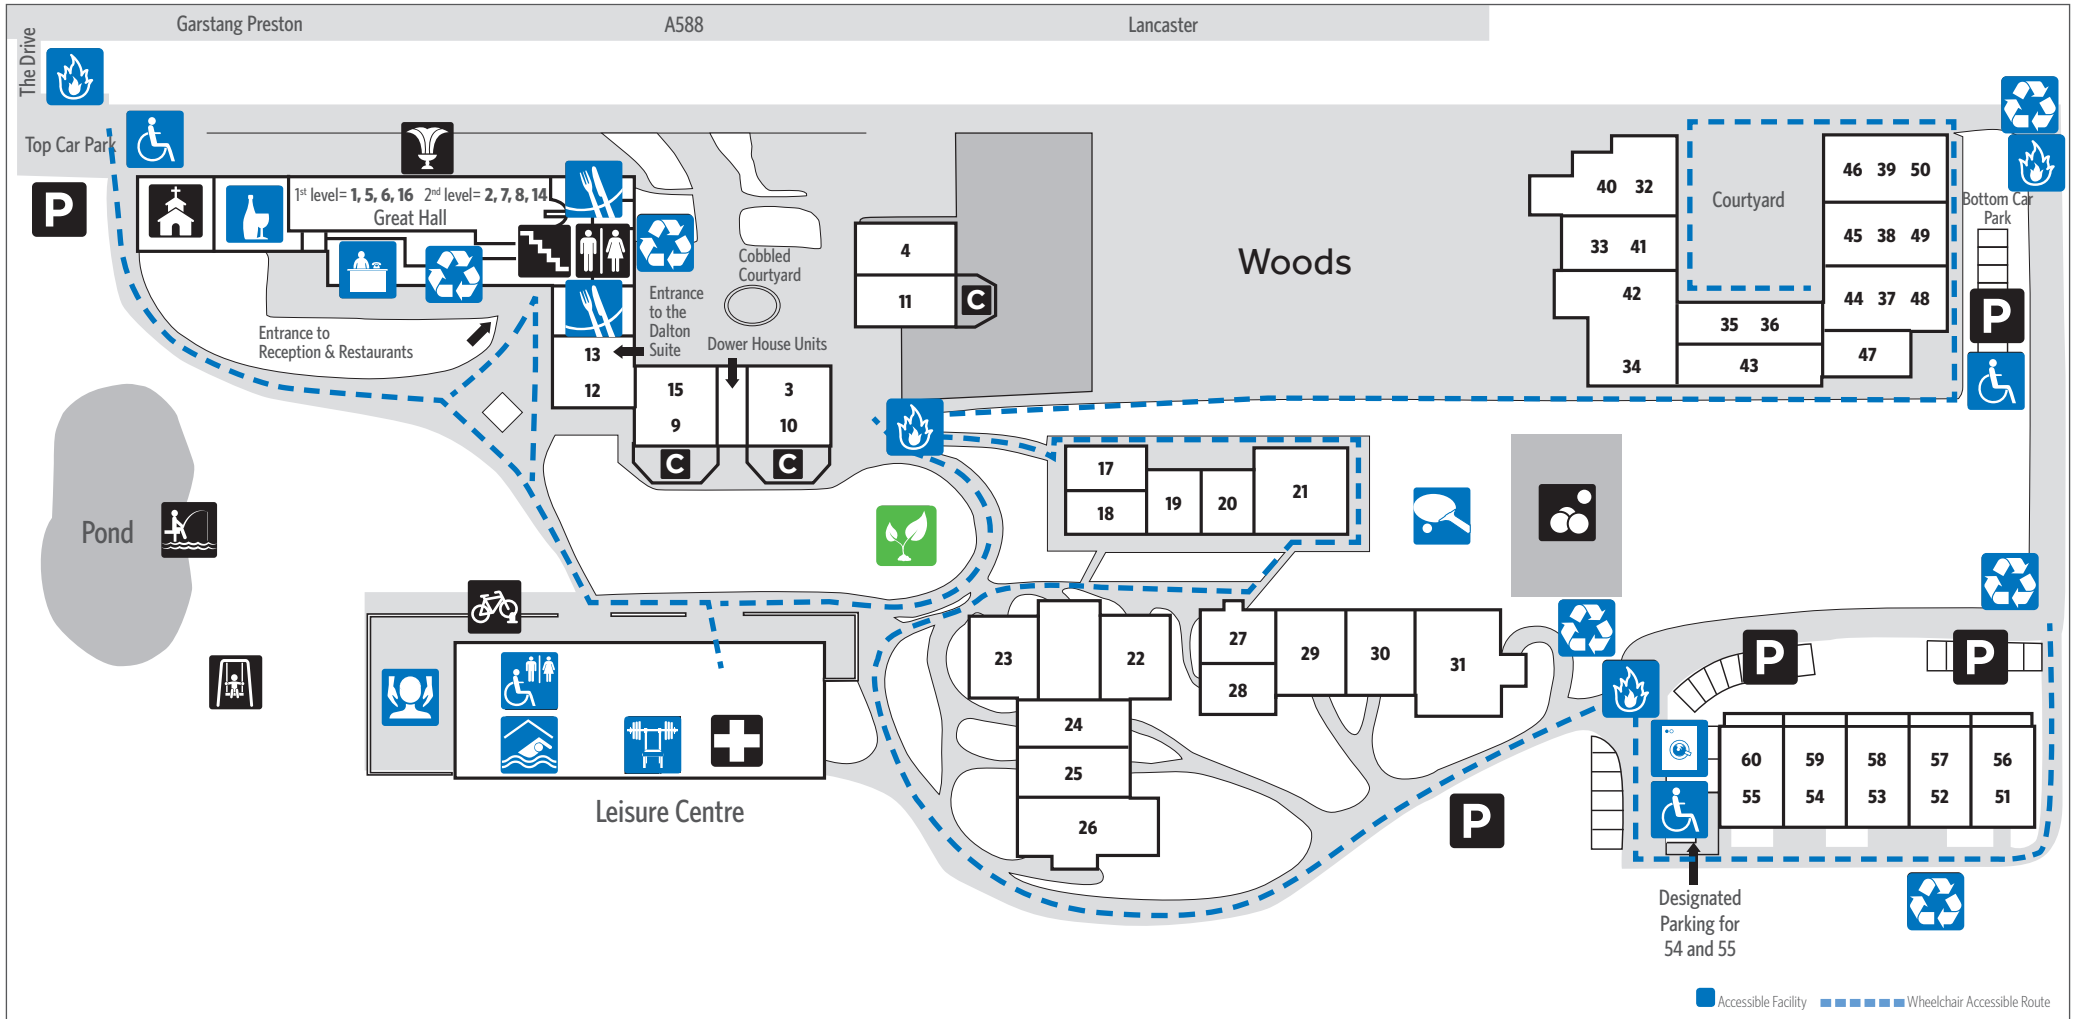 Garstang Preston
A588
Lancaster
The Drive
Top Car Park
P
1st level= 1, 5, 6, 16 2nd level= 2, 7, 8, 14
Great Hall
Entrance to
Reception & Restaurants
Cobbled
Courtyard
Entrance
to the
Dalton
Suite
Dower House Units
13
12
15
9
3
10
C
C
4
11
C
Woods
40 32
33 41
42
34
35 36
43
Courtyard
46 39 50
45 38 49
44 37 48
47
Bottom Car
Park
P
17
18
19
20
21
Pond
23
22
24
25
26
27
28
29
30
31
Leisure Centre
P
P
P
60
55
59
54
58
53
57
52
56
51
Designated
Parking for
54 and 55
Accessible Facility
Wheelchair Accessible Route